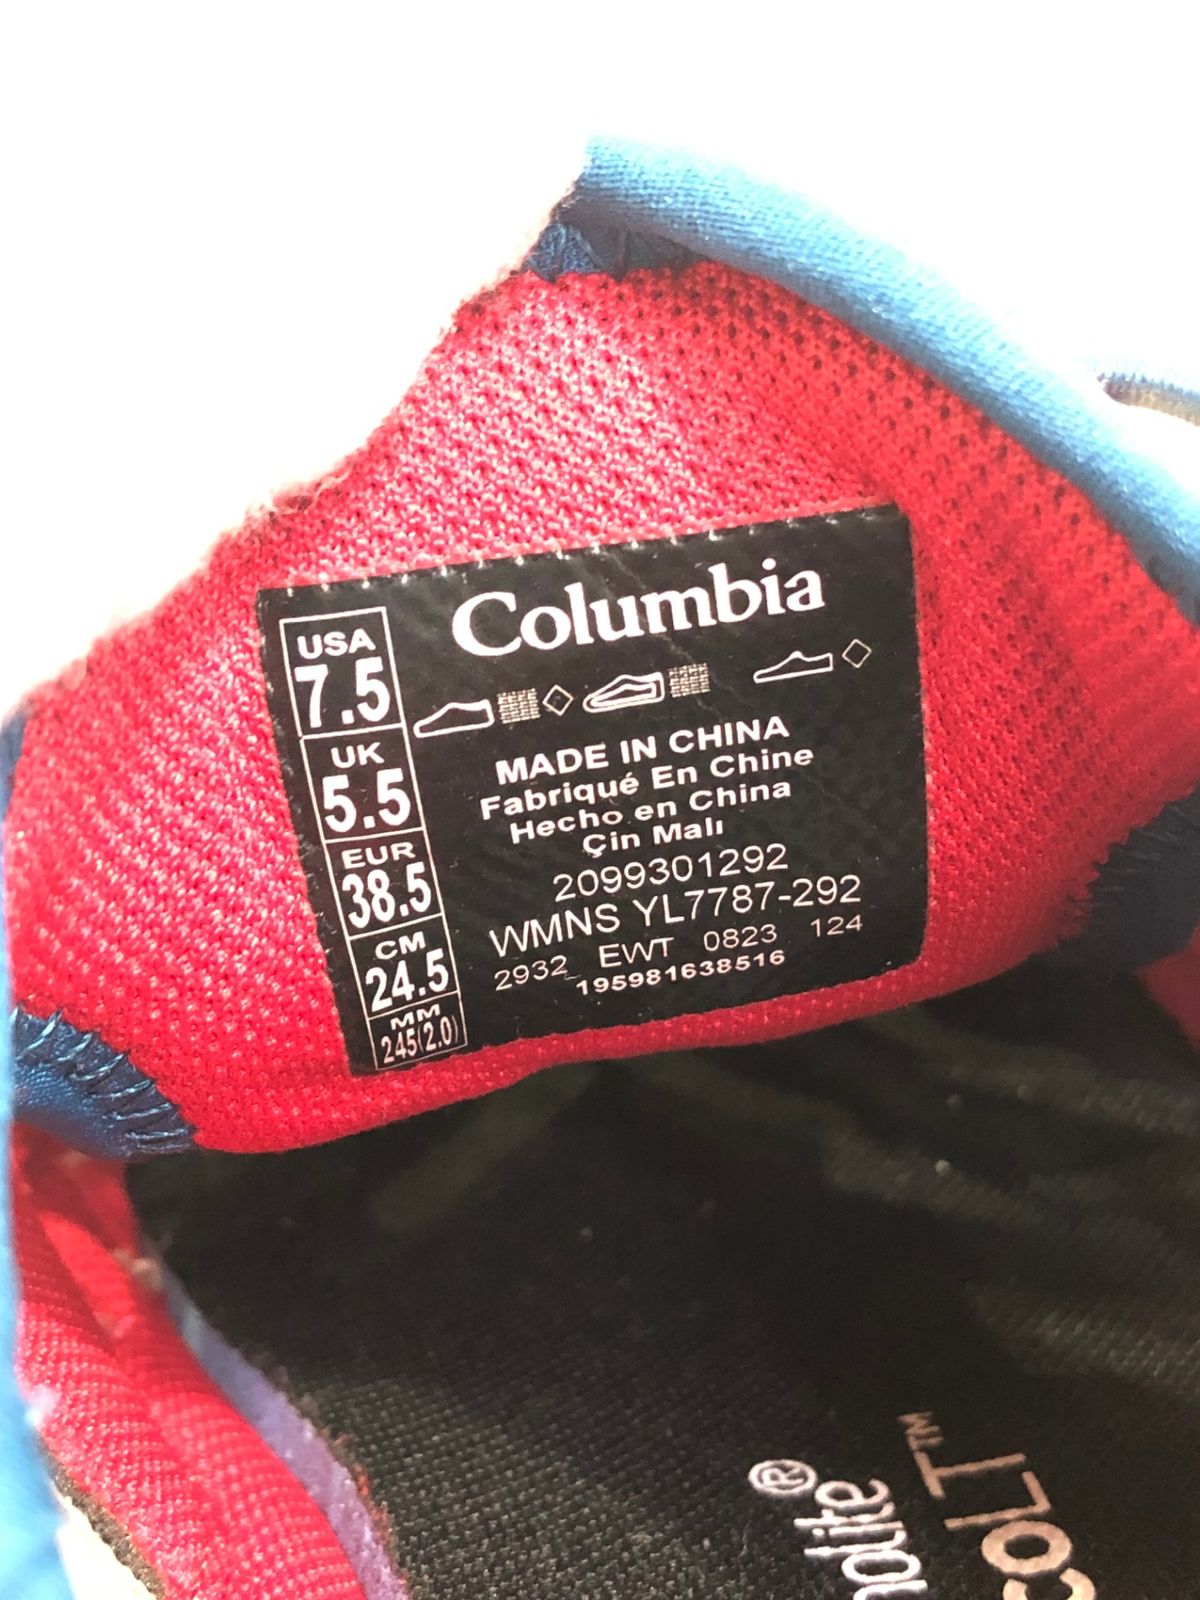 Columbia
USA
7.5
UK
5.5
EUR
38.5
CM
24.5
MM
245(2.0)
MADE IN CHINA
Fabriqué En Chine
Hecho en China
Çin Malı
2099301292
WMNS YL7787-292
2932 EWT 0823 124
195981638516
®
TM